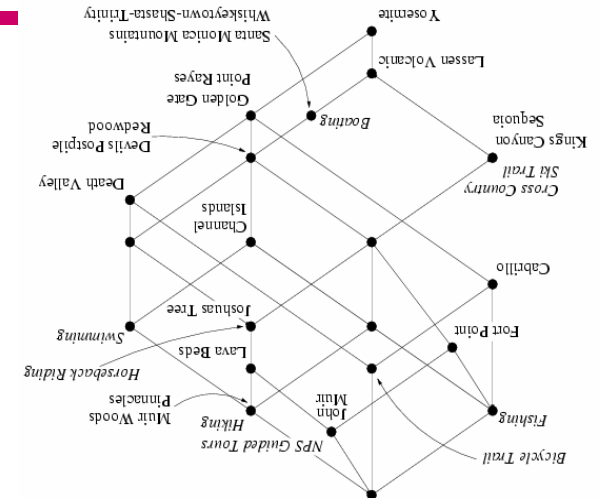 Bicycle Trail
NPS Guided Tours
Fishing
Hiking
John
Muir
Muir Woods
Pinnacles
Horseback Riding
Lava Beds
Swimming
Fort Point
Joshuas Tree
Cabrillo
Channel
Islands
Cross Country
Ski Trail
Death Valley
Kings Canyon
Sequoia
Devils Postpile
Redwood
Boating
Golden Gate
Point Rayes
Lassen Volcanic
Santa Monica Mountains
Whiskeytown-Shasta-Trinity
Yosemite